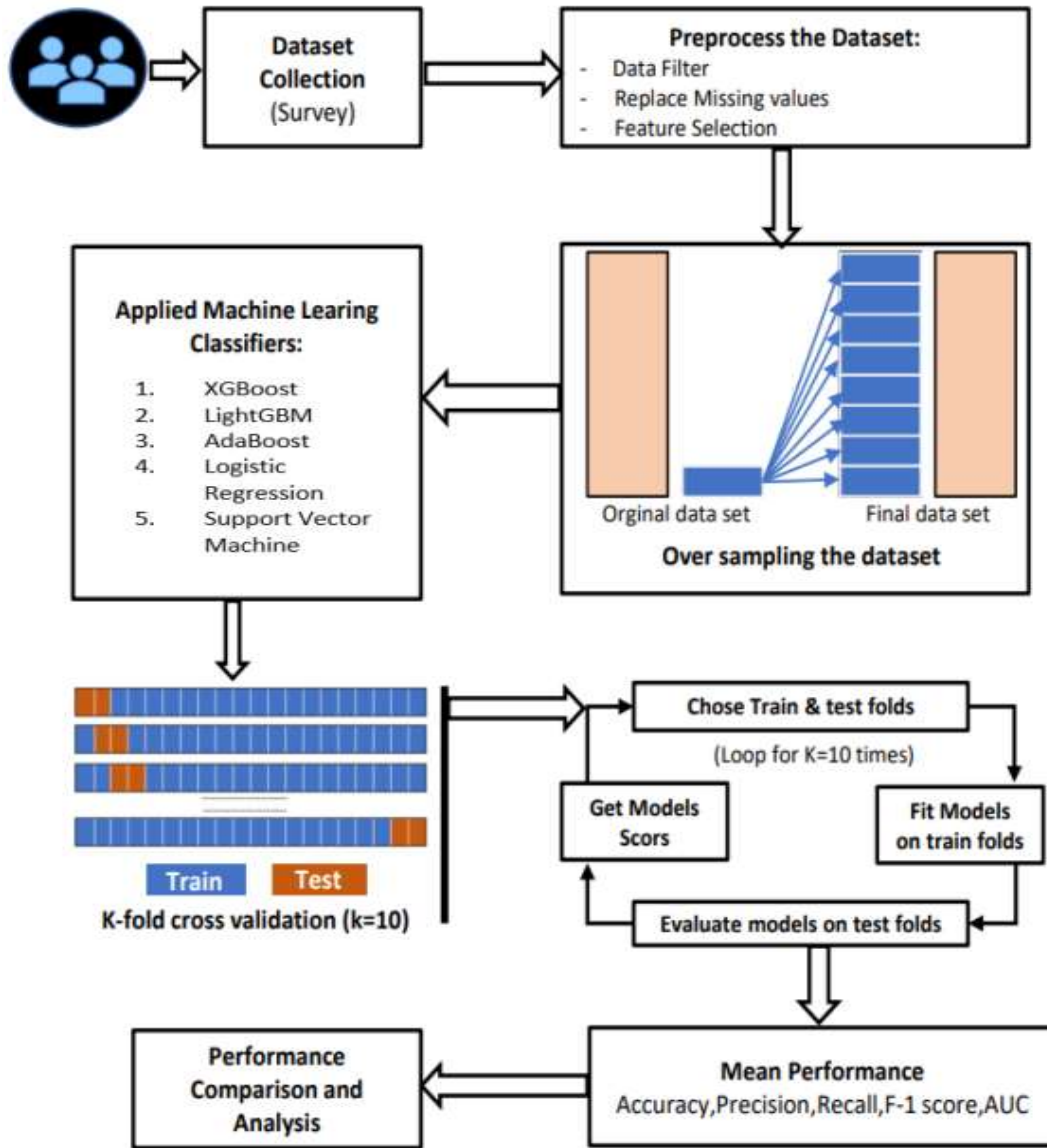 Dataset
Collection
(Survey)
Preprocess the Dataset:
- Data Filter
- Replace Missing values
- Feature Selection
Applied Machine Learing
Classifiers:
1. XGBoost
2. LightGBM
3. AdaBoost
4. Logistic
Regression
5. Support Vector
Machine
Orginal data set
Final data set
Over sampling the dataset
Train
Test
K-fold cross validation (k=10)
Chose Train & test folds
(Loop for K=10 times)
Get Models
Scors
Fit Models
on train folds
Evaluate models on test folds
Performance
Comparison and
Analysis
Mean Performance
Accuracy,Precision,Recall,F-1 score,AUC